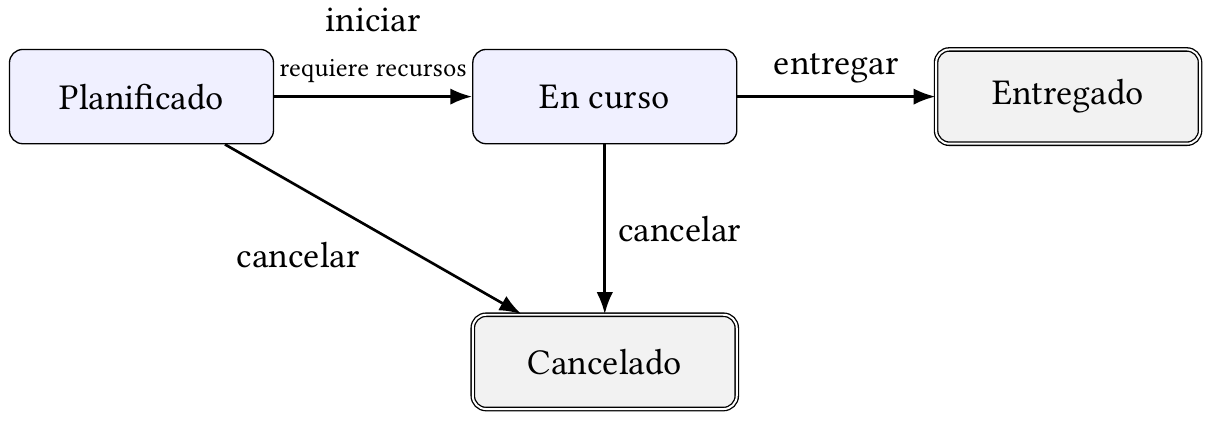 iniciar
requiere recursos
Planificado
En curso
entregar
Entregado
cancelar
cancelar
Cancelado